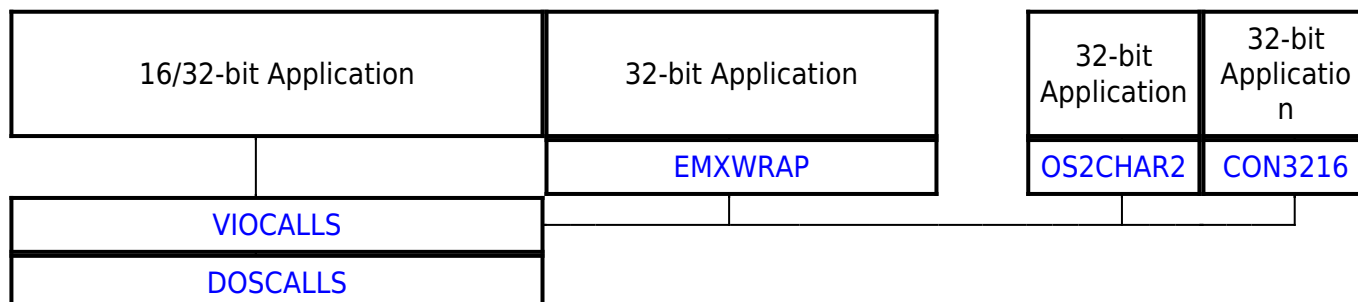 16/32-bit Application
32-bit Application
32-bit
Application
32-bit
Applicatio
n
EMXWRAP
OS2CHAR2
CON3216
VIOCALLS
DOSCALLS